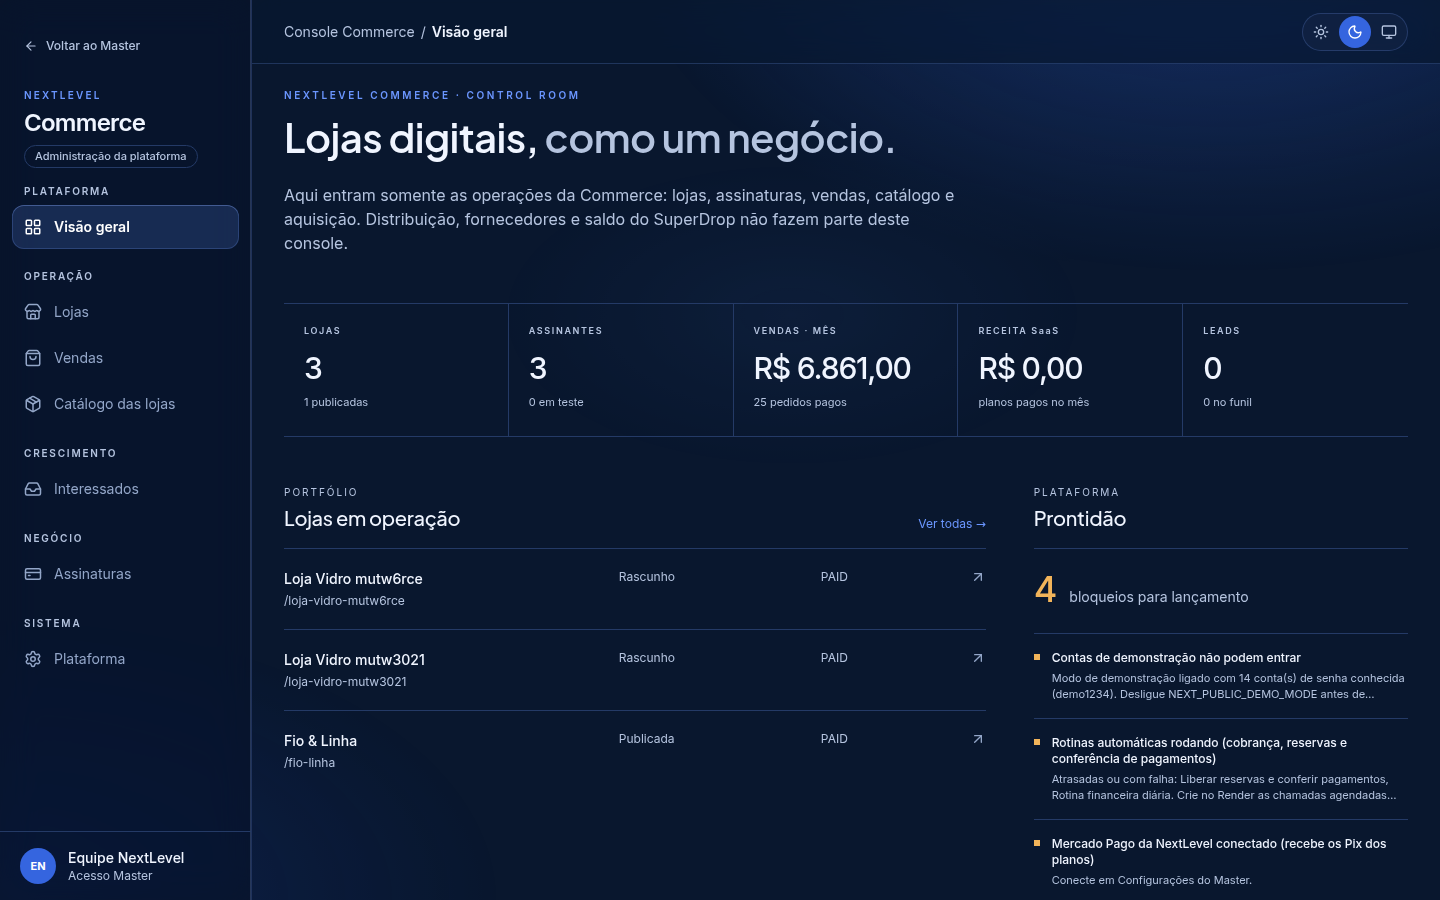 Voltar ao Master
NEXTLEVEL
Commerce
Administração da plataforma
PLATAFORMA
Visão geral
OPERAÇÃO
Lojas
Vendas
Catálogo das lojas
CRESCIMENTO
Interessados
NEGÓCIO
Assinaturas
SISTEMA
Plataforma
EN
Equipe NextLevel
Acesso Master
Console Commerce / Visão geral
NEXTLEVEL COMMERCE · CONTROL ROOM
Lojas digitais, como um negócio.
Aqui entram somente as operações da Commerce: lojas, assinaturas, vendas, catálogo e
aquisição. Distribuição, fornecedores e saldo do SuperDrop não fazem parte deste
console.
LOJAS
3
1 publicadas
ASSINANTES
3
0 em teste
VENDAS · MÊS
R$ 6.861,00
25 pedidos pagos
RECEITA SaaS
R$ 0,00
planos pagos no mês
LEADS
0
0 no funil
PORTFÓLIO
Lojas em operação
Ver todas →
Loja Vidro mutw6rce
/loja-vidro-mutw6rce
Rascunho
PAID
Loja Vidro mutw3021
/loja-vidro-mutw3021
Rascunho
PAID
Fio & Linha
/fio-linha
Publicada
PAID
PLATAFORMA
Prontidão
4 bloqueios para lançamento
Contas de demonstração não podem entrar
Modo de demonstração ligado com 14 conta(s) de senha conhecida
(demo1234). Desligue NEXT_PUBLIC_DEMO_MODE antes de...
Rotinas automáticas rodando (cobrança, reservas e
conferência de pagamentos)
Atrasadas ou com falha: Liberar reservas e conferir pagamentos,
Rotina financeira diária. Crie no Render as chamadas agendadas...
Mercado Pago da NextLevel conectado (recebe os Pix dos
planos)
Conecte em Configurações do Master.